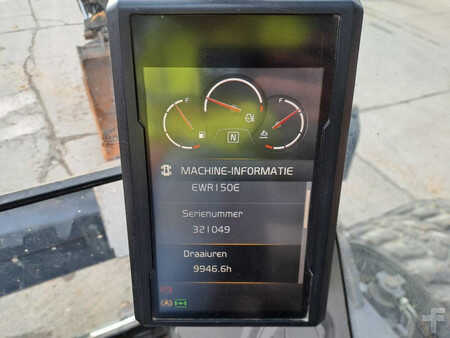 F F
N
MACHINE-INFORMATIE
EWR150E
Serienummer
321049
Draaiuren
9946.6h
(A)